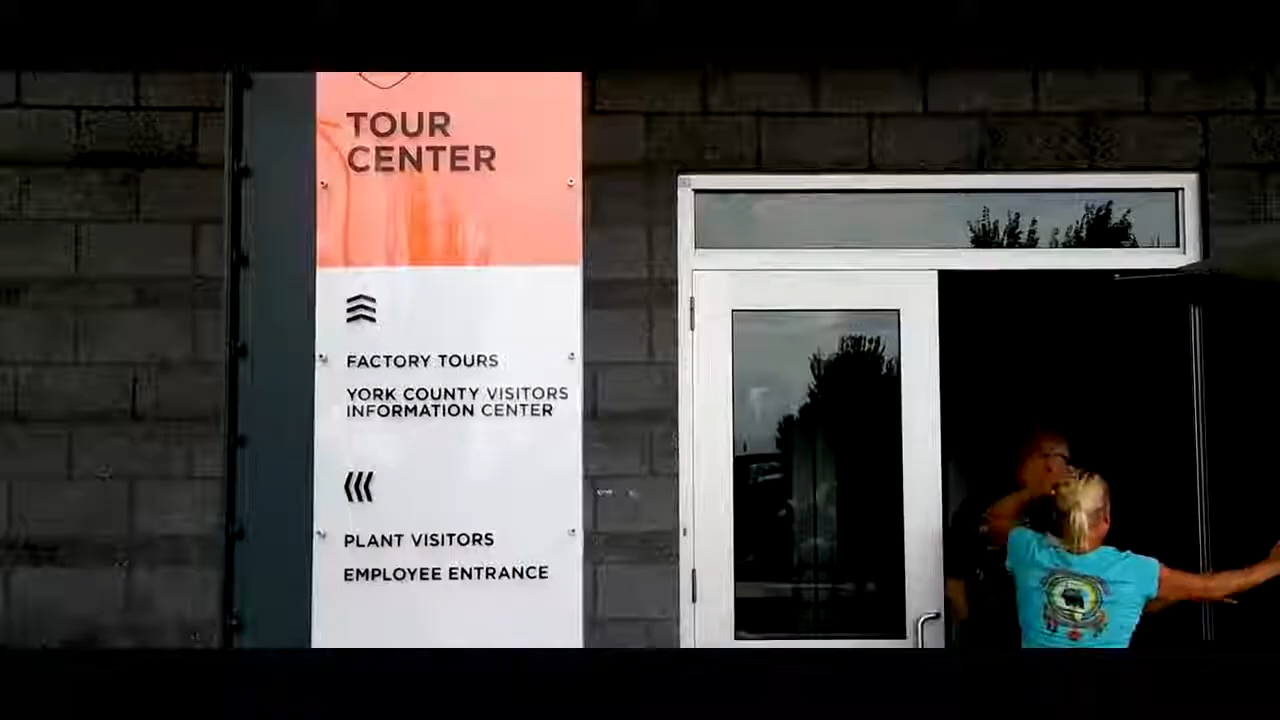 TOUR
CENTER
FACTORY TOURS
YORK COUNTY VISITORS
INFORMATION CENTER
PLANT VISITORS
EMPLOYEE ENTRANCE